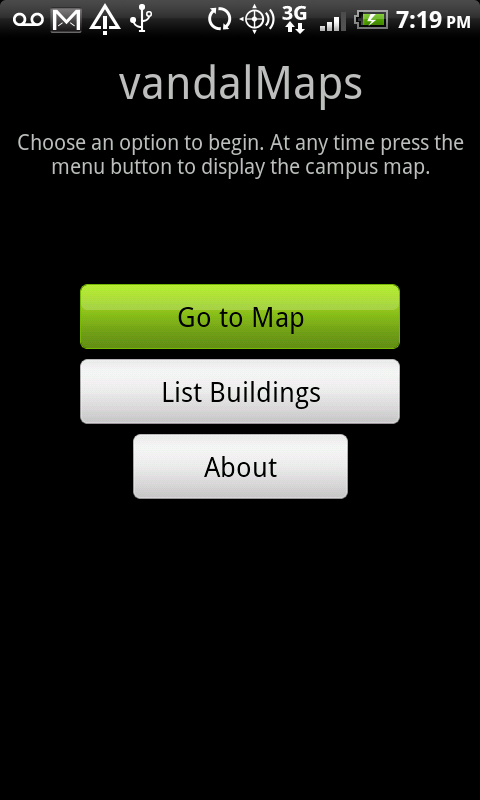 3G 7:19 PM
vandalMaps
Choose an option to begin. At any time press the
menu button to display the campus map.
Go to Map
List Buildings
About